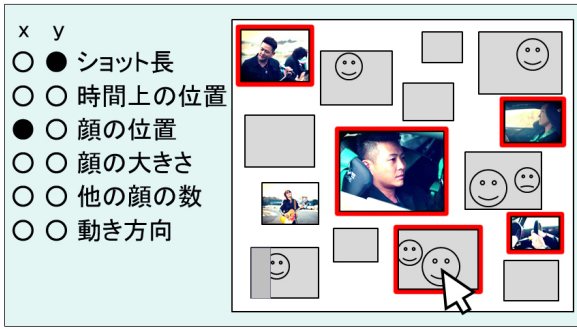 x y
ショット長
時間上の位置
顔の位置
顔の大きさ
他の顔の数
動き方向